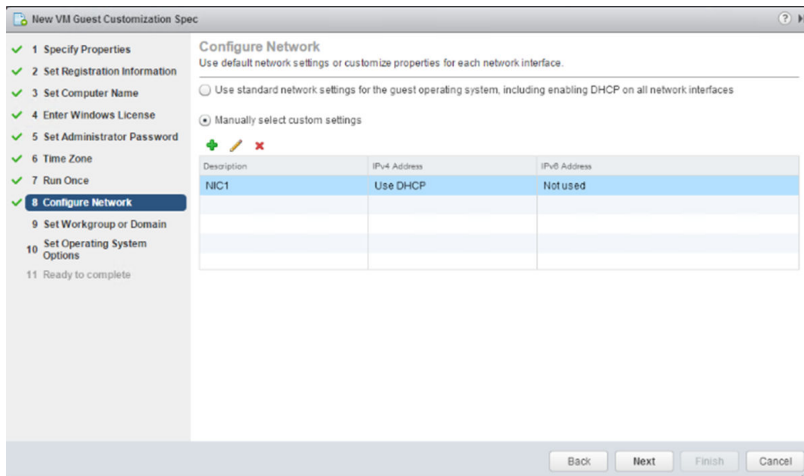 New VM Guest Customization Spec
?
1 Specify Properties
2 Set Registration Information
3 Set Computer Name
4 Enter Windows License
5 Set Administrator Password
6 Time Zone
7 Run Once
8 Configure Network
9 Set Workgroup or Domain
10 Set Operating System
Options
11 Ready to complete
Configure Network
Use default network settings or customize properties for each network interface.
Use standard network settings for the guest operating system, including enabling DHCP on all network interfaces
Manually select custom settings
Description IPv4 Address IPv6 Address
NIC1 Use DHCP Not used
Back Next Finish Cancel